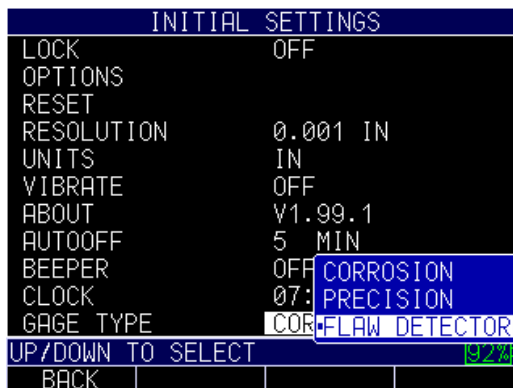 INITIAL SETTINGS
LOCK OFF
OPTIONS
RESET
RESOLUTION 0.001 IN
UNITS IN
VIBRATE OFF
ABOUT V1.99.1
AUTOOFF 5 MIN
BEEPER OFF
CLOCK 07:
GAGE TYPE COR
CORROSION
PRECISION
FLAW DETECTOR
UP/DOWN TO SELECT 92%
BACK